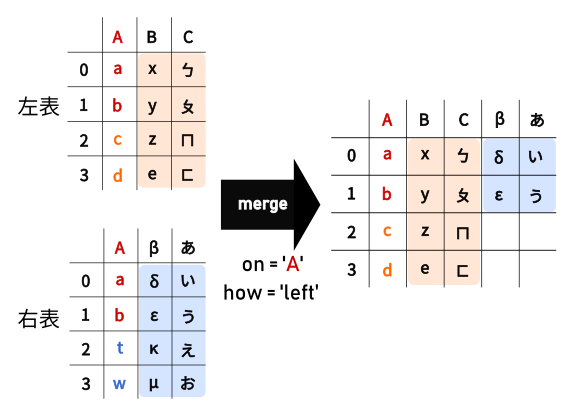 左表
A B C
0 a x ㄅ
1 b y ㄆ
2 c z ㄇ
3 d e ㄈ
右表
A β あ
0 a δ い
1 b ε う
2 t κ え
3 w μ お
merge
on = 'A'
how = 'left'
A B C β あ
0 a x ㄅ δ い
1 b y ㄆ ε う
2 c z ㄇ
3 d e ㄈ